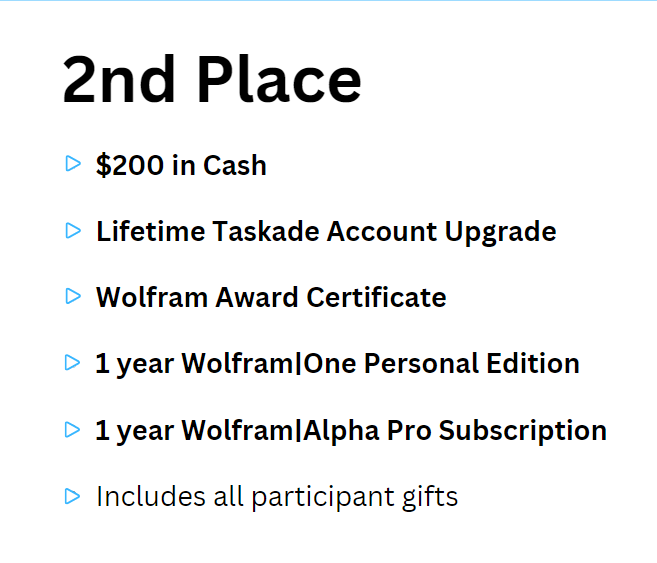 2nd Place
$200 in Cash
Lifetime Taskade Account Upgrade
Wolfram Award Certificate
1 year Wolfram|One Personal Edition
1 year Wolfram|Alpha Pro Subscription
Includes all participant gifts